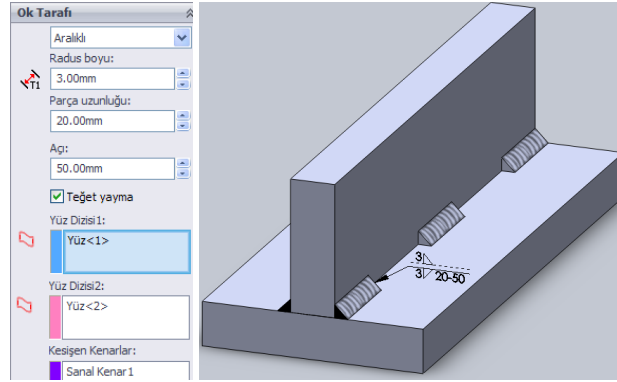 Ok Tarafı
Aralıklı
Radus boyu:
T1
3.00mm
Parça uzunluğu:
20.00mm
Açı:
50.00mm
Teğet yayma
Yüz Dizisi1:
Yüz<1>
Yüz Dizisi2:
Yüz<2>
Kesişen Kenarlar:
Sanal Kenar1
3
3 20-50